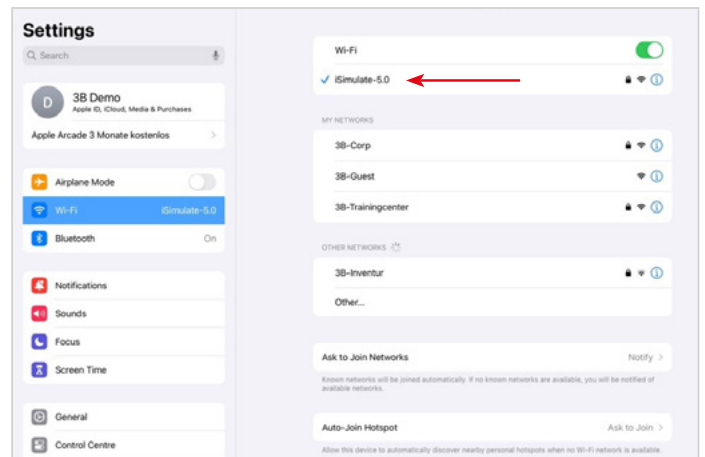 Settings
Search
D
3B Demo
Apple ID, iCloud, Media & Purchases
Apple Arcade 3 Monate kostenlos
Airplane Mode
Wi-Fi iSimulate-5.0
Bluetooth On
Notifications
Sounds
Focus
Screen Time
General
Control Centre
Wi-Fi
iSimulate-5.0
MY NETWORKS
3B-Corp
3B-Guest
3B-Trainingcenter
OTHER NETWORKS
3B-Inventur
Other...
Ask to Join Networks Notify
Known networks will be joined automatically. If no known networks are available, you will be notified of
available networks.
Auto-Join Hotspot Ask to Join
Allow this device to automatically discover nearby personal hotspots when no Wi-Fi network is available.